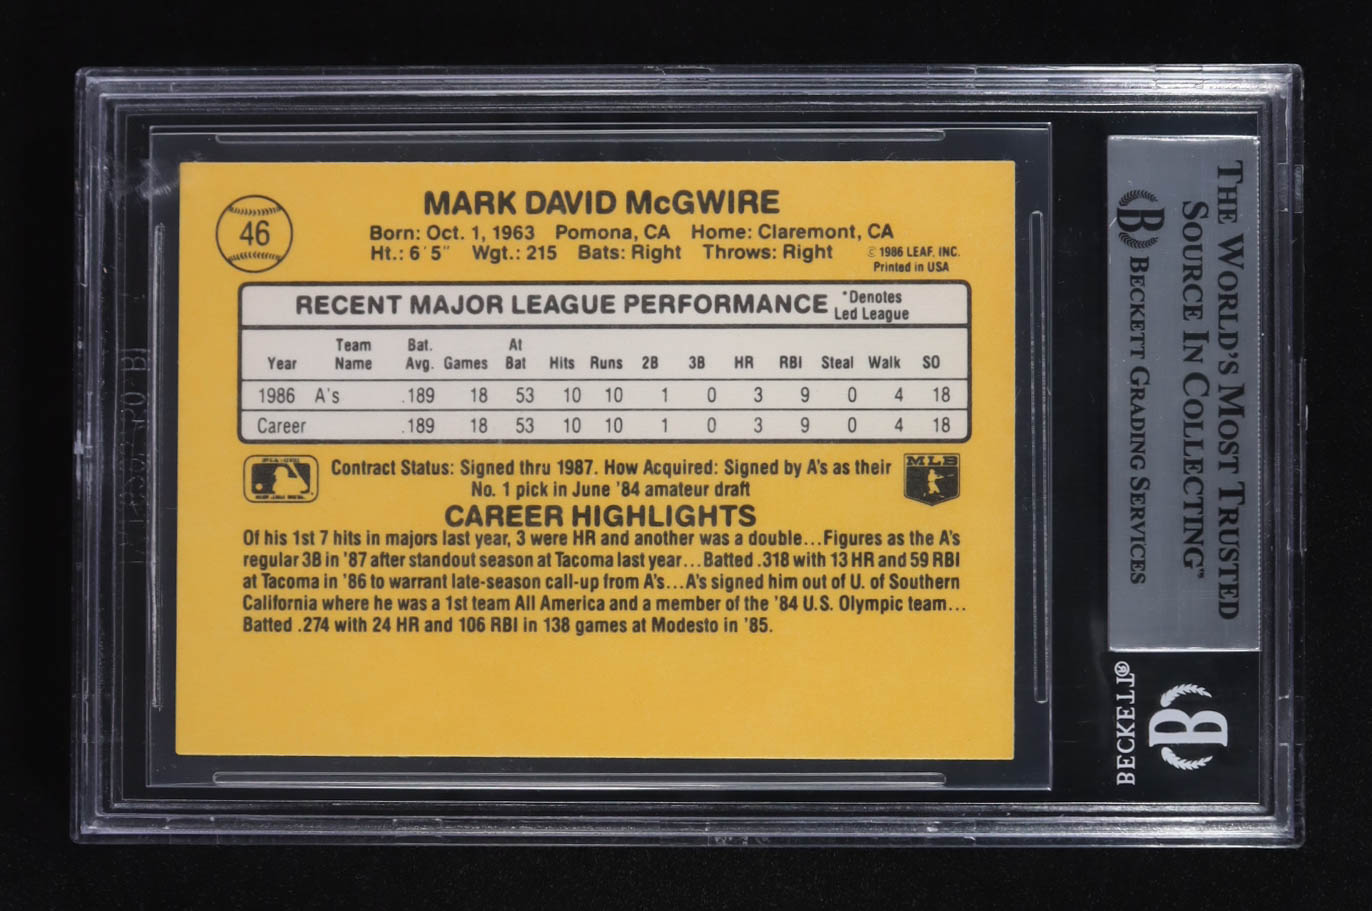 46
MARK DAVID McGWIRE
Born: Oct. 1, 1963 Pomona, CA Home: Claremont, CA
Ht.: 6'5" Wgt.: 215 Bats: Right Throws: Right
© 1986 LEAF, INC.
Printed in USA
RECENT MAJOR LEAGUE PERFORMANCE
*Denotes
Led League
Year Team Name Bat. Avg. Games At Bat Hits Runs 2B 3B HR RBI Steal Walk SO
1986 A's .189 18 53 10 10 1 0 3 9 0 4 18
Career .189 18 53 10 10 1 0 3 9 0 4 18
Contract Status: Signed thru 1987. How Acquired: Signed by A's as their
No. 1 pick in June '84 amateur draft
MLB
CAREER HIGHLIGHTS
Of his 1st 7 hits in majors last year, 3 were HR and another was a double...Figures as the A's
regular 3B in '87 after standout season at Tacoma last year...Batted .318 with 13 HR and 59 RBI
at Tacoma in '86 to warrant late-season call-up from A's...A's signed him out of U. of Southern
California where he was a 1st team All America and a member of the '84 U.S. Olympic team...
Batted .274 with 24 HR and 106 RBI in 138 games at Modesto in '85.
THE WORLD'S MOST TRUSTED
SOURCE IN COLLECTING™
B BECKETT GRADING SERVICES
BECKETT®
B